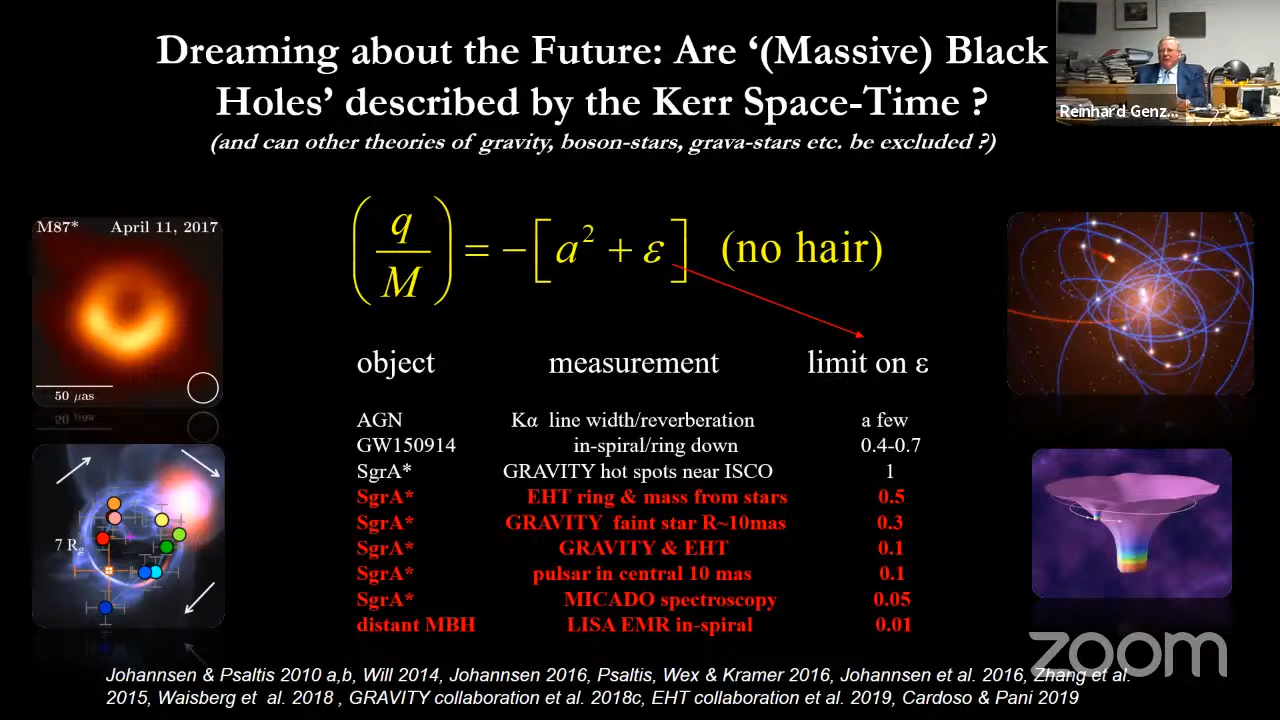 Dreaming about the Future: Are ‘(Massive) Black
Holes’ described by the Kerr Space-Time ?
(and can other theories of gravity, boson-stars, grava-stars etc. be excluded ?)
Reinhard Genz...
(q/M) = −[a² + ε] (no hair)
M87* April 11, 2017
50 μas
7 Rg
object measurement limit on ε
AGN Kα line width/reverberation a few
GW150914 in-spiral/ring down 0.4-0.7
SgrA* GRAVITY hot spots near ISCO 1
SgrA* EHT ring & mass from stars 0.5
SgrA* GRAVITY faint star R~10mas 0.3
SgrA* GRAVITY & EHT 0.1
SgrA* pulsar in central 10 mas 0.1
SgrA* MICADO spectroscopy 0.05
distant MBH LISA EMR in-spiral 0.01
zoom
Johannsen & Psaltis 2010 a,b, Will 2014, Johannsen 2016, Psaltis, Wex & Kramer 2016, Johannsen et al. 2016, Zhang et al.
2015, Waisberg et al. 2018 , GRAVITY collaboration et al. 2018c, EHT collaboration et al. 2019, Cardoso & Pani 2019